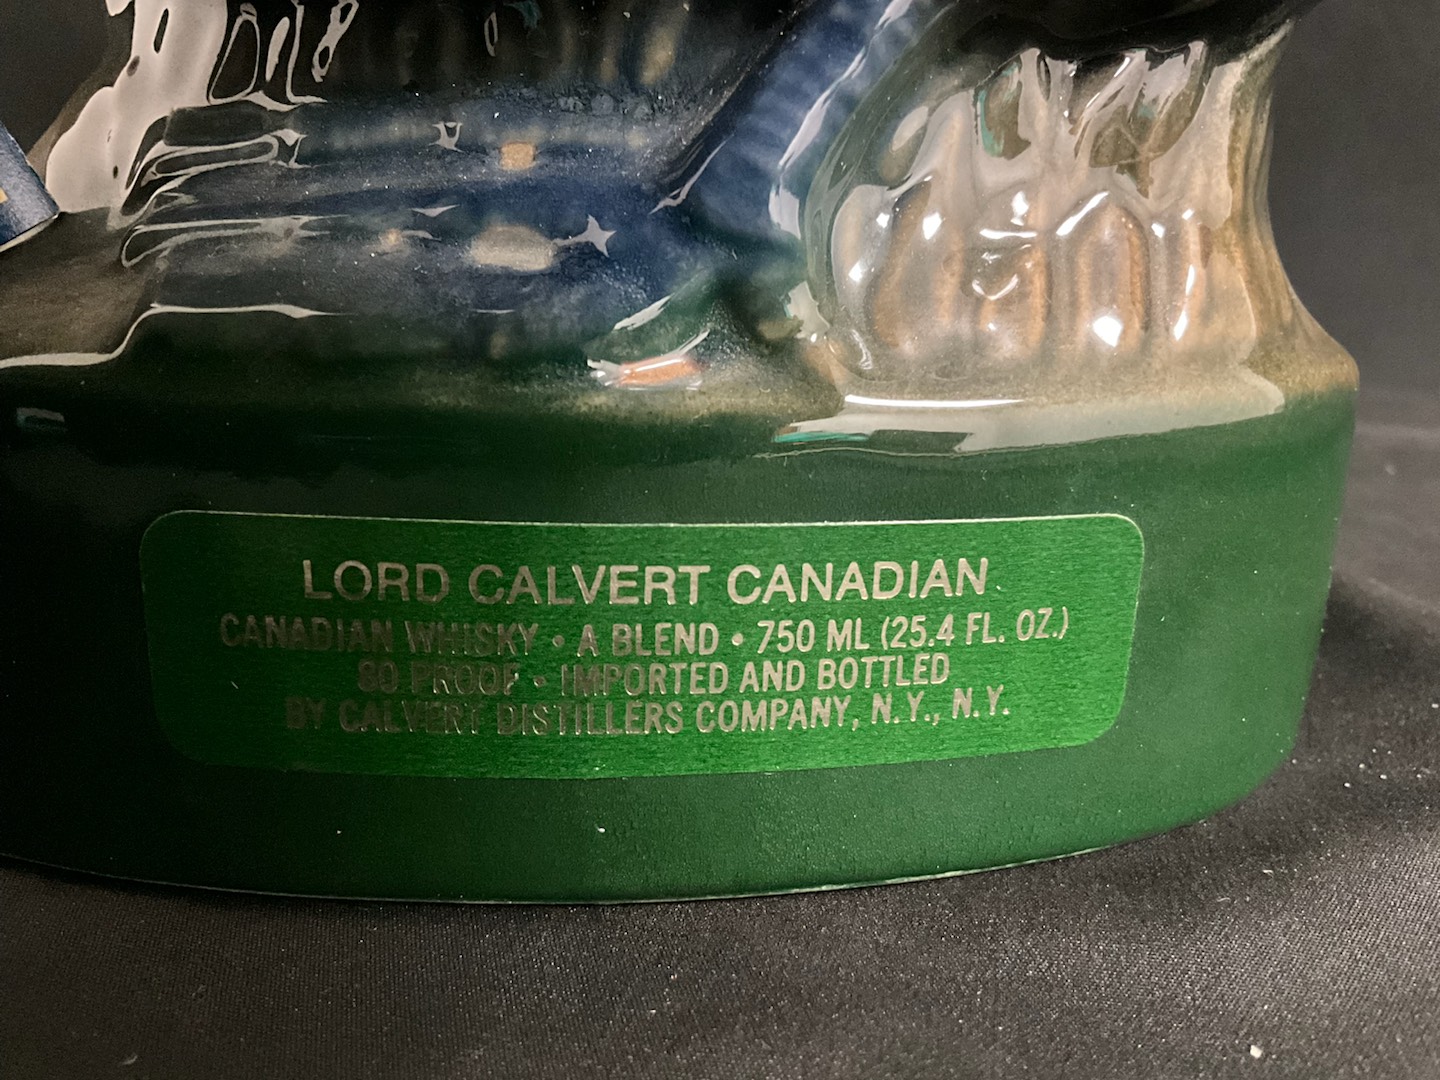 LORD CALVERT CANADIAN
CANADIAN WHISKY • A BLEND • 750 ML (25.4 FL. OZ.)
80 PROOF • IMPORTED AND BOTTLED
BY CALVERT DISTILLERS COMPANY, N.Y., N.Y.